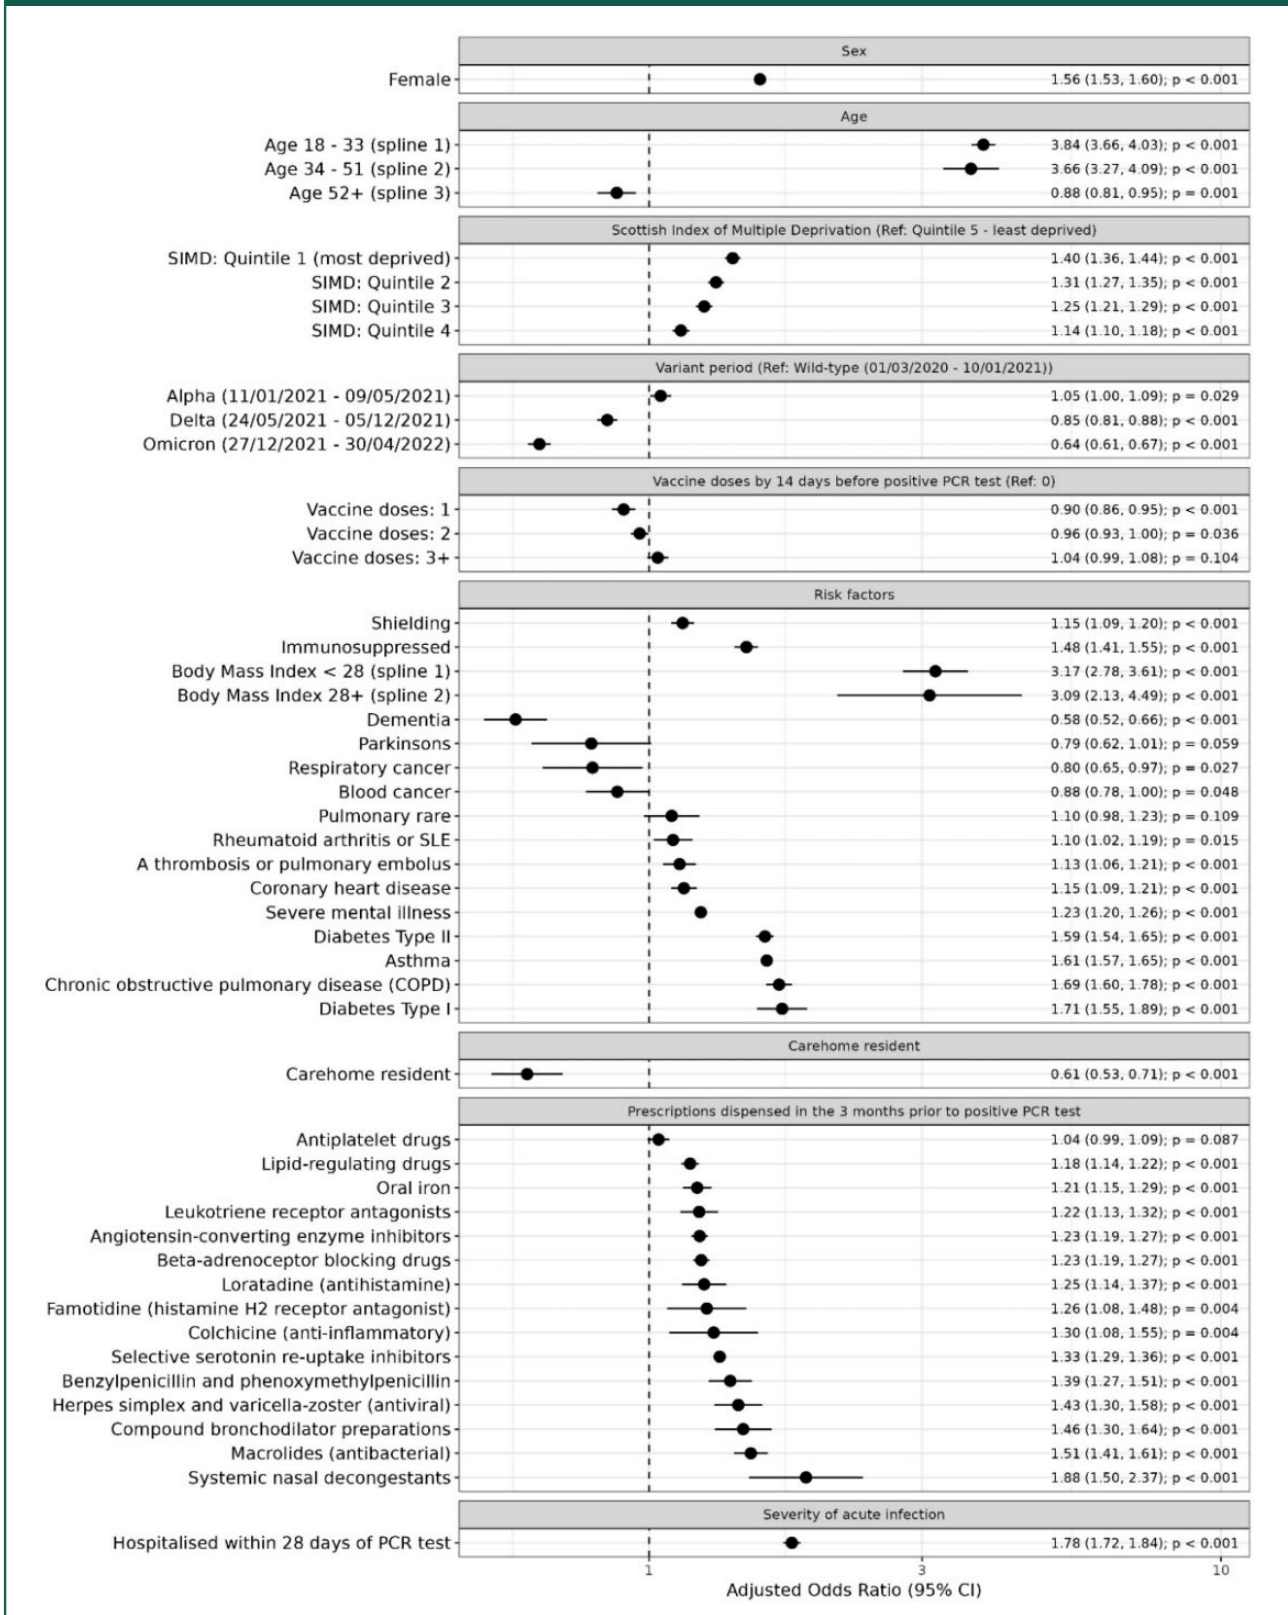 Sex
Female 1.56 (1.53, 1.60); p < 0.001
Age
Age 18 - 33 (spline 1) 3.84 (3.66, 4.03); p < 0.001
Age 34 - 51 (spline 2) 3.66 (3.27, 4.09); p < 0.001
Age 52+ (spline 3) 0.88 (0.81, 0.95); p = 0.001
Scottish Index of Multiple Deprivation (Ref: Quintile 5 - least deprived)
SIMD: Quintile 1 (most deprived) 1.40 (1.36, 1.44); p < 0.001
SIMD: Quintile 2 1.31 (1.27, 1.35); p < 0.001
SIMD: Quintile 3 1.25 (1.21, 1.29); p < 0.001
SIMD: Quintile 4 1.14 (1.10, 1.18); p < 0.001
Variant period (Ref: Wild-type (01/03/2020 - 10/01/2021))
Alpha (11/01/2021 - 09/05/2021) 1.05 (1.00, 1.09); p = 0.029
Delta (24/05/2021 - 05/12/2021) 0.85 (0.81, 0.88); p < 0.001
Omicron (27/12/2021 - 30/04/2022) 0.64 (0.61, 0.67); p < 0.001
Vaccine doses by 14 days before positive PCR test (Ref: 0)
Vaccine doses: 1 0.90 (0.86, 0.95); p < 0.001
Vaccine doses: 2 0.96 (0.93, 1.00); p = 0.036
Vaccine doses: 3+ 1.04 (0.99, 1.08); p = 0.104
Risk factors
Shielding 1.15 (1.09, 1.20); p < 0.001
Immunosuppressed 1.48 (1.41, 1.55); p < 0.001
Body Mass Index < 28 (spline 1) 3.17 (2.78, 3.61); p < 0.001
Body Mass Index 28+ (spline 2) 3.09 (2.13, 4.49); p < 0.001
Dementia 0.58 (0.52, 0.66); p < 0.001
Parkinsons 0.79 (0.62, 1.01); p = 0.059
Respiratory cancer 0.80 (0.65, 0.97); p = 0.027
Blood cancer 0.88 (0.78, 1.00); p = 0.048
Pulmonary rare 1.10 (0.98, 1.23); p = 0.109
Rheumatoid arthritis or SLE 1.10 (1.02, 1.19); p = 0.015
A thrombosis or pulmonary embolus 1.13 (1.06, 1.21); p < 0.001
Coronary heart disease 1.15 (1.09, 1.21); p < 0.001
Severe mental illness 1.23 (1.20, 1.26); p < 0.001
Diabetes Type II 1.59 (1.54, 1.65); p < 0.001
Asthma 1.61 (1.57, 1.65); p < 0.001
Chronic obstructive pulmonary disease (COPD) 1.69 (1.60, 1.78); p < 0.001
Diabetes Type I 1.71 (1.55, 1.89); p < 0.001
Carehome resident
Carehome resident 0.61 (0.53, 0.71); p < 0.001
Prescriptions dispensed in the 3 months prior to positive PCR test
Antiplatelet drugs 1.04 (0.99, 1.09); p = 0.087
Lipid-regulating drugs 1.18 (1.14, 1.22); p < 0.001
Oral iron 1.21 (1.15, 1.29); p < 0.001
Leukotriene receptor antagonists 1.22 (1.13, 1.32); p < 0.001
Angiotensin-converting enzyme inhibitors 1.23 (1.19, 1.27); p < 0.001
Beta-adrenoceptor blocking drugs 1.23 (1.19, 1.27); p < 0.001
Loratadine (antihistamine) 1.25 (1.14, 1.37); p < 0.001
Famotidine (histamine H2 receptor antagonist) 1.26 (1.08, 1.48); p = 0.004
Colchicine (anti-inflammatory) 1.30 (1.08, 1.55); p = 0.004
Selective serotonin re-uptake inhibitors 1.33 (1.29, 1.36); p < 0.001
Benzylpenicillin and phenoxymethylpenicillin 1.39 (1.27, 1.51); p < 0.001
Herpes simplex and varicella-zoster (antiviral) 1.43 (1.30, 1.58); p < 0.001
Compound bronchodilator preparations 1.46 (1.30, 1.64); p < 0.001
Macrolides (antibacterial) 1.51 (1.41, 1.61); p < 0.001
Systemic nasal decongestants 1.88 (1.50, 2.37); p < 0.001
Severity of acute infection
Hospitalised within 28 days of PCR test 1.78 (1.72, 1.84); p < 0.001
1 3 10
Adjusted Odds Ratio (95% CI)